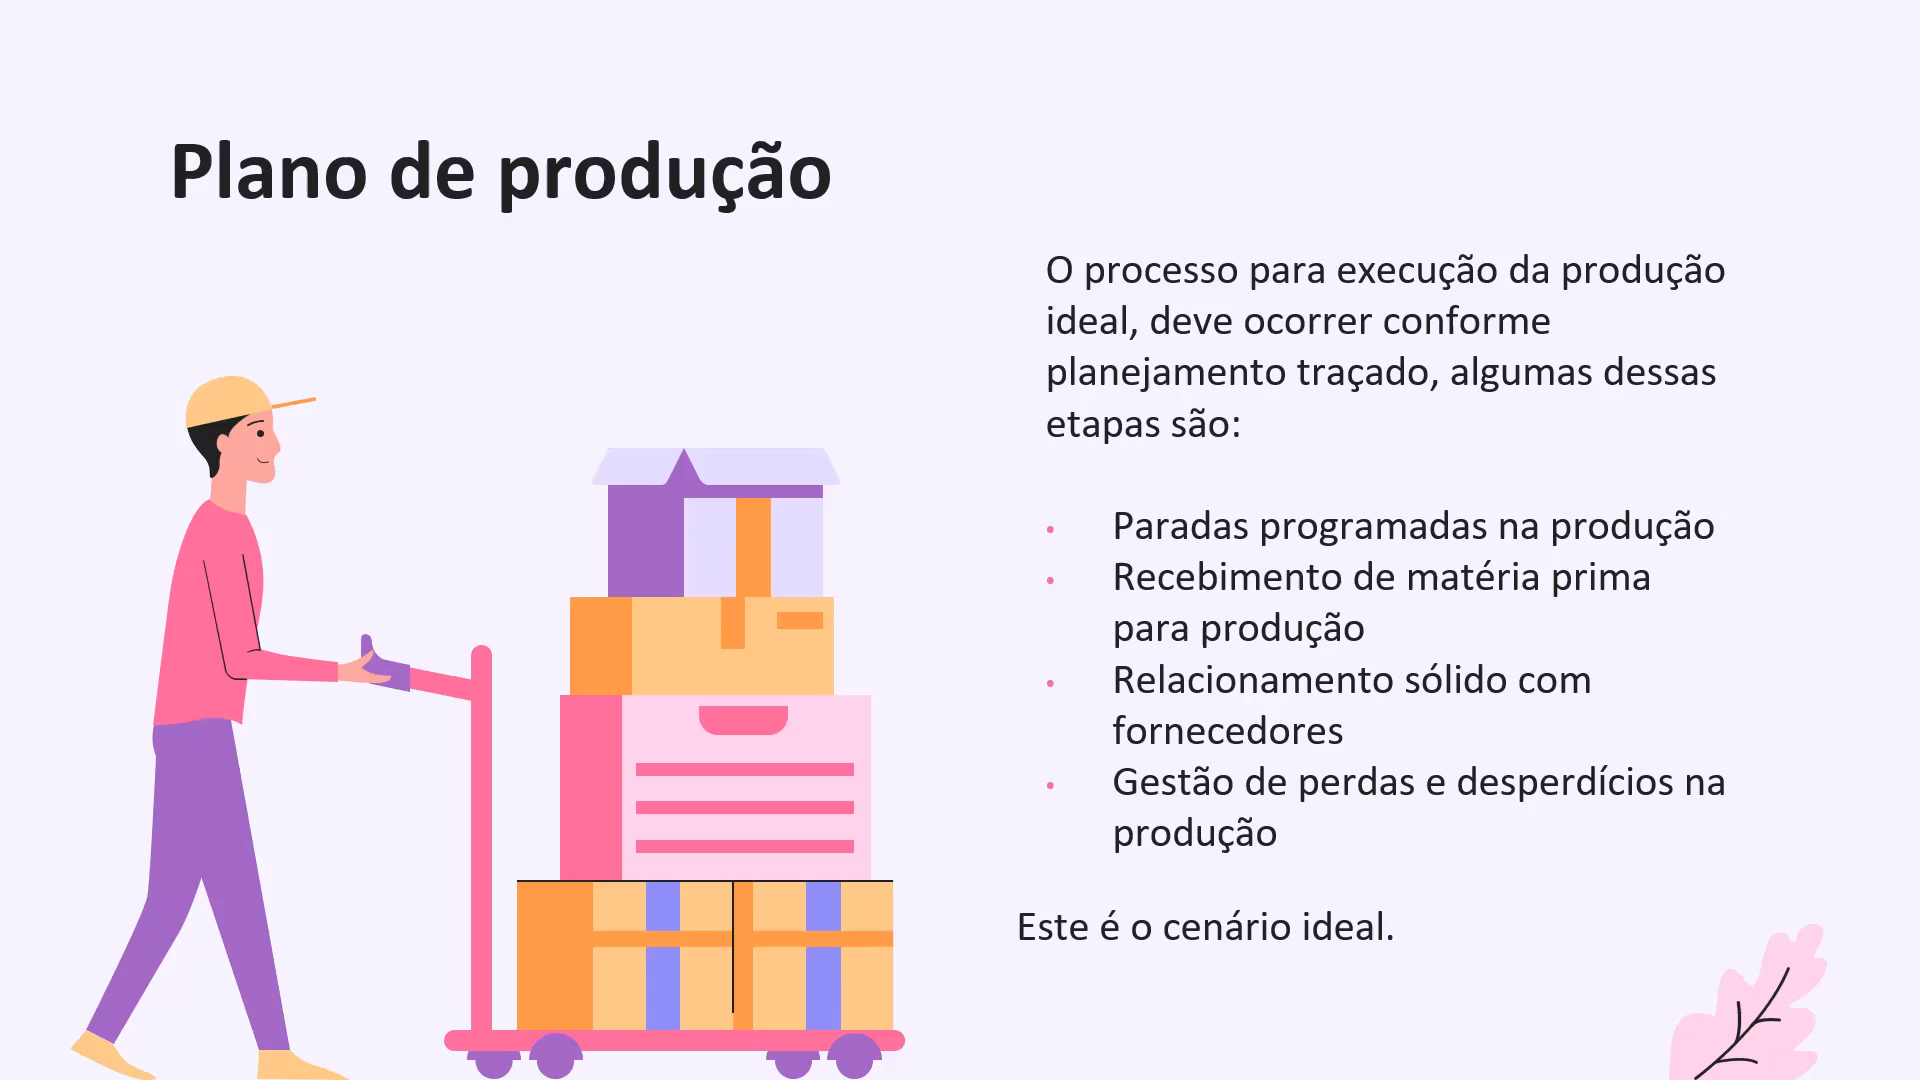 Plano de produção
O processo para execução da produção
ideal, deve ocorrer conforme
planejamento traçado, algumas dessas
etapas são:
• Paradas programadas na produção
• Recebimento de matéria prima
para produção
• Relacionamento sólido com
fornecedores
• Gestão de perdas e desperdícios na
produção
Este é o cenário ideal.